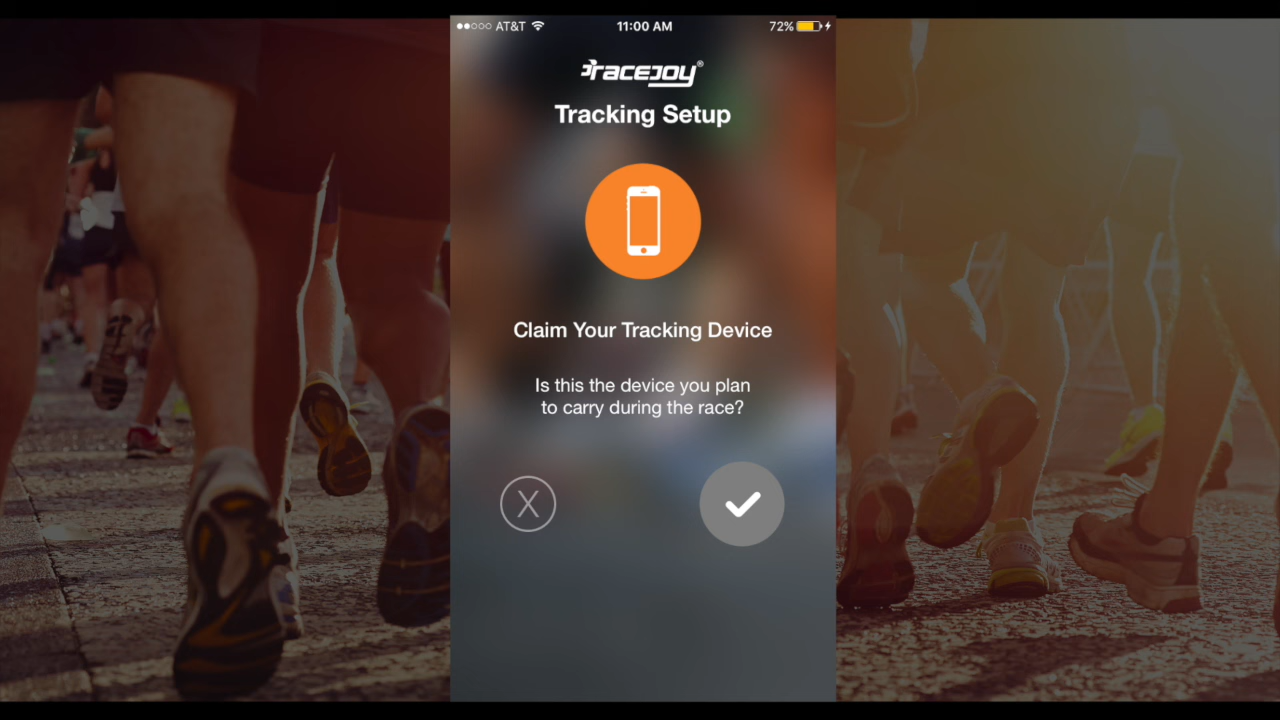 AT&T 11:00 AM 72%
racejoy®
Tracking Setup
Claim Your Tracking Device
Is this the device you plan
to carry during the race?
X